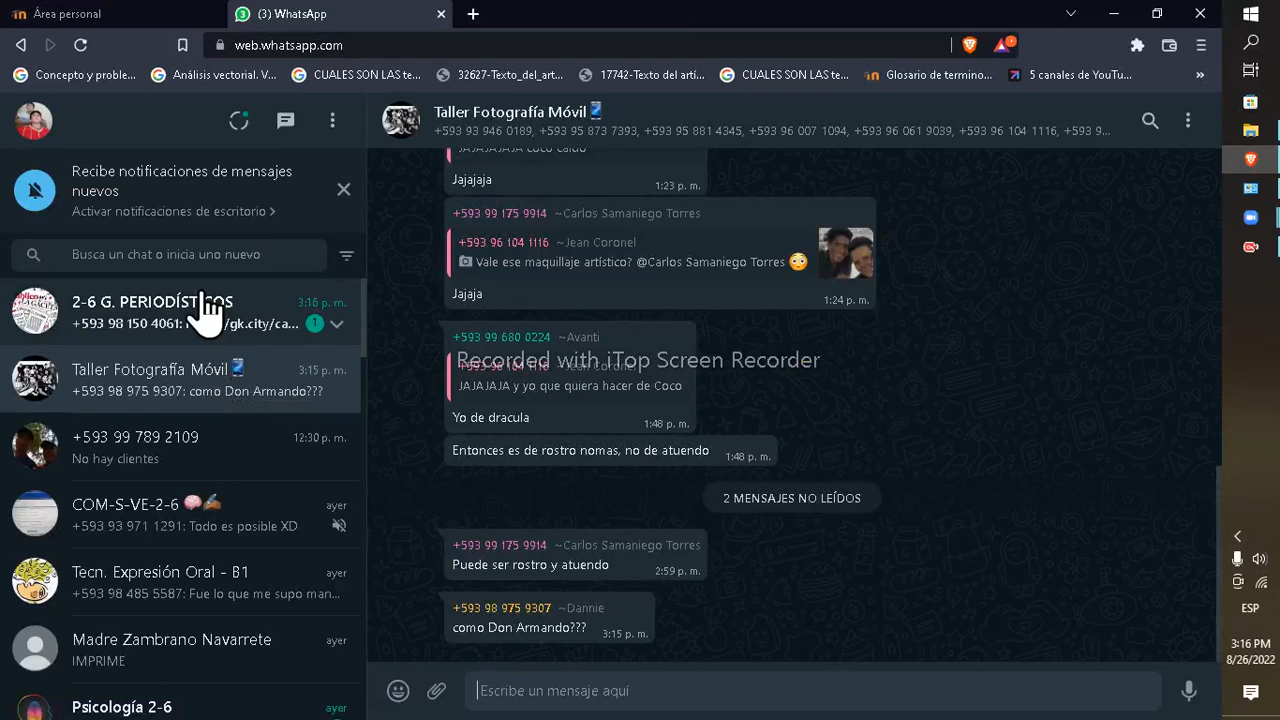 Área personal
(3) WhatsApp
web.whatsapp.com
Concepto y proble...
Análisis vectorial. V...
CUALES SON LAS te...
32627-Texto_del_art...
17742-Texto del artí...
CUALES SON LAS te...
Glosario de termino...
5 canales de YouTu...
Recibe notificaciones de mensajes
nuevos
Activar notificaciones de escritorio
Busca un chat o inicia uno nuevo
2-6 G. PERIODÍSTICOS
3:16 p. m.
+593 98 150 4061: /gk.city/ca...
1
Taller Fotografía Móvil
3:15 p. m.
+593 98 975 9307: como Don Armando???
+593 99 789 2109
12:30 p. m.
No hay clientes
COM-S-VE-2-6
ayer
+593 93 971 1291: Todo es posible XD
Tecn. Expresión Oral - B1
ayer
+593 98 485 5587: Fue lo que me supo man...
Madre Zambrano Navarrete
ayer
IMPRIME
Psicología 2-6
ayer
Taller Fotografía Móvil
+593 93 946 0189, +593 95 873 7393, +593 95 881 4345, +593 96 007 1094, +593 96 061 9039, +593 96 104 1116, +593 9...
JAJAJAJA coco caldo
Jajajaja
1:23 p. m.
+593 99 175 9914 ~Carlos Samaniego Torres
+593 96 104 1116 ~Jean Coronel
Vale ese maquillaje artístico? @Carlos Samaniego Torres
Jajaja
1:24 p. m.
+593 99 680 0224 ~Avanti
Recorded with iTop Screen Recorder
+593 96 104 1116 ~Jean Coronel
JAJAJAJA y yo que quiera hacer de Coco
Yo de dracula
1:48 p. m.
Entonces es de rostro nomas, no de atuendo
1:48 p. m.
2 MENSAJES NO LEÍDOS
+593 99 175 9914 ~Carlos Samaniego Torres
Puede ser rostro y atuendo
2:59 p. m.
+593 98 975 9307 ~Dannie
como Don Armando???
3:15 p. m.
Escribe un mensaje aquí
ESP
3:16 PM
8/26/2022